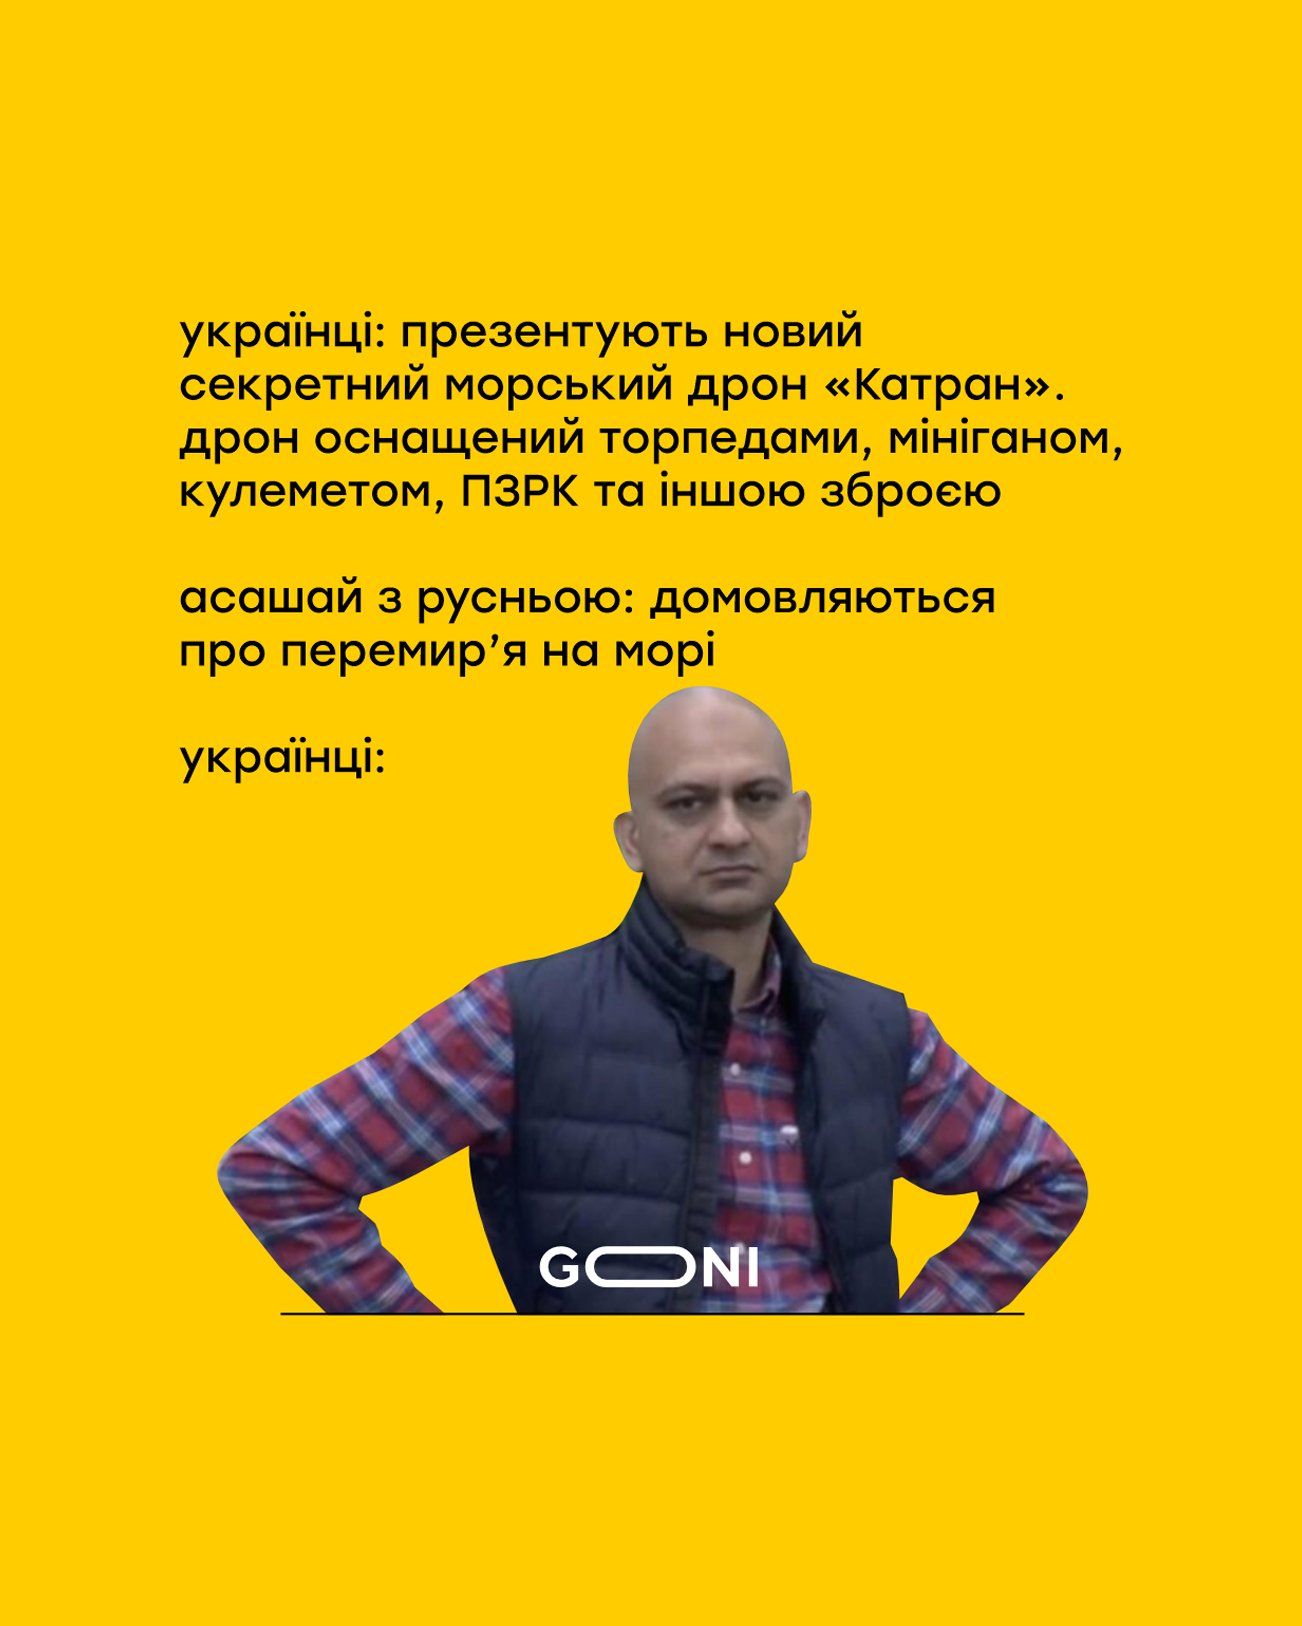 українці: презентують новий
секретний морський дрон «Катран».
дрон оснащений торпедами, мініганом,
кулеметом, ПЗРК та іншою зброєю
асашай з русньою: домовляються
про перемир’я на морі
українці:
GOONI